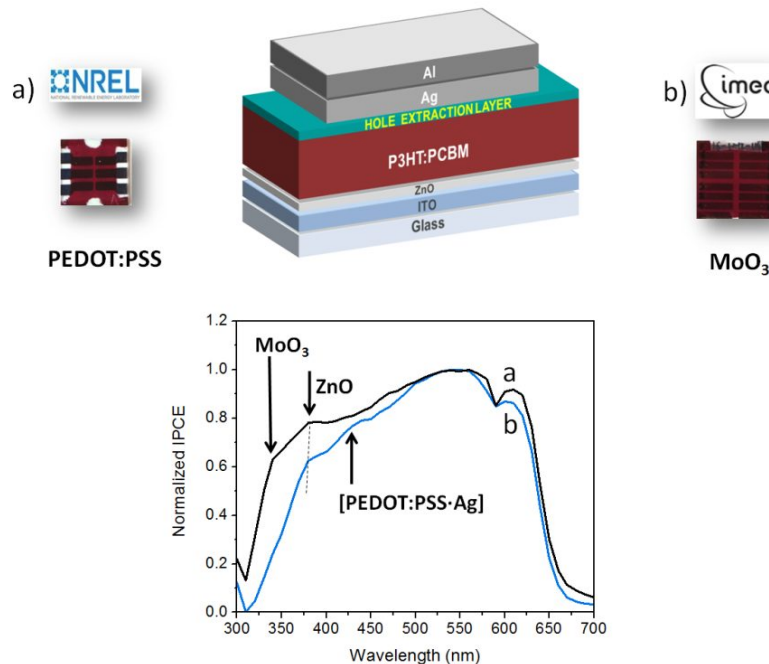 a)
NREL
NATIONAL RENEWABLE ENERGY LABORATORY
PEDOT:PSS
Al
Ag
HOLE EXTRACTION LAYER
P3HT:PCBM
ZnO
ITO
Glass
b)
imec
MoO₃
1.2
1.0
0.8
0.6
0.4
0.2
0.0
Normalized IPCE
MoO₃
ZnO
[PEDOT:PSS·Ag]
a
b
300 350 400 450 500 550 600 650 700
Wavelength (nm)